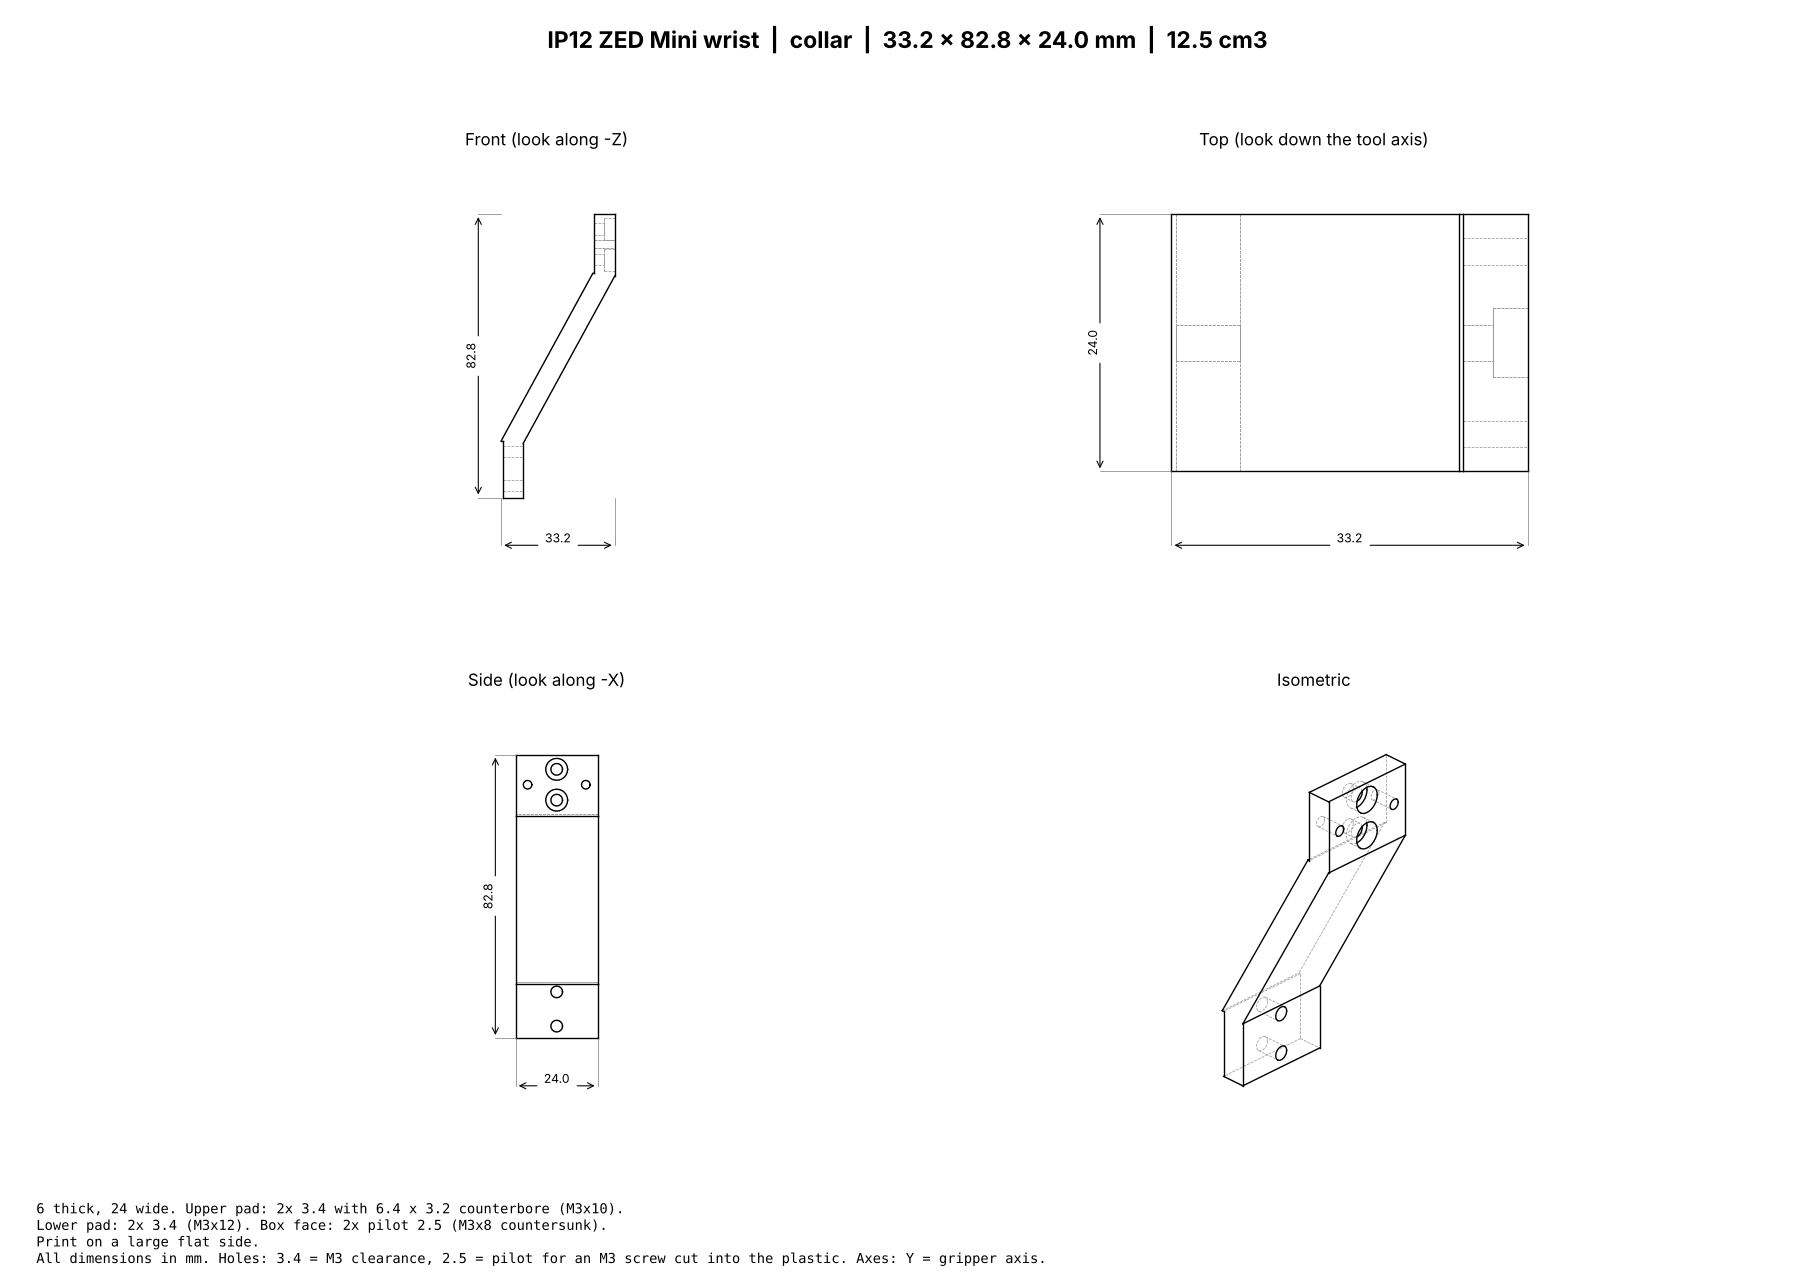 IP12 ZED Mini wrist | collar | 33.2 × 82.8 × 24.0 mm | 12.5 cm3
Front (look along -Z)
Top (look down the tool axis)
82.8
33.2
24.0
33.2
Side (look along -X)
Isometric
82.8
24.0
6 thick, 24 wide. Upper pad: 2x 3.4 with 6.4 x 3.2 counterbore (M3x10).
Lower pad: 2x 3.4 (M3x12). Box face: 2x pilot 2.5 (M3x8 countersunk).
Print on a large flat side.
All dimensions in mm. Holes: 3.4 = M3 clearance, 2.5 = pilot for an M3 screw cut into the plastic. Axes: Y = gripper axis.